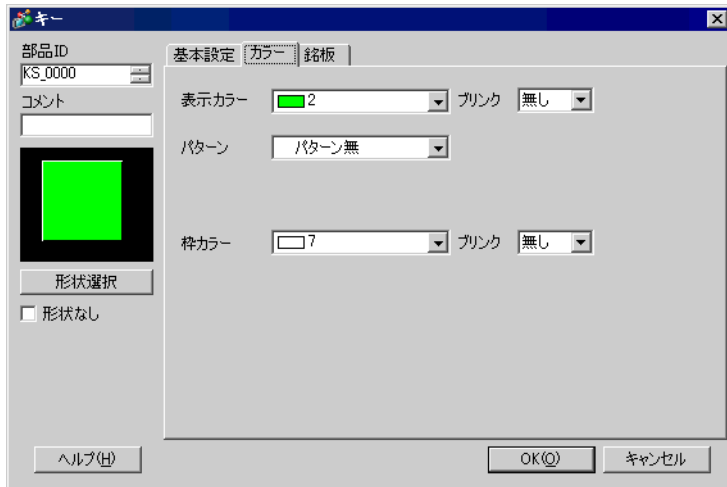 キー
部品ID
KS_0000
コメント
形状選択
形状なし
基本設定 カラー 銘板
表示カラー 2 ブリンク 無し
パターン パターン無
枠カラー 7 ブリンク 無し
ヘルプ(H) OK(O) キャンセル